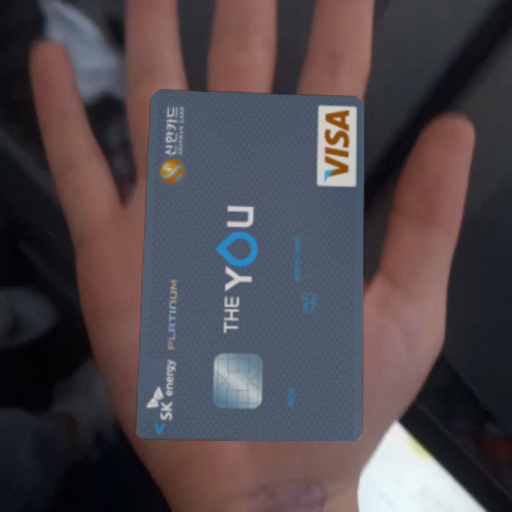 SK energy
PLATINUM
신한카드
SHINHAN CARD
THE YOU
VISA